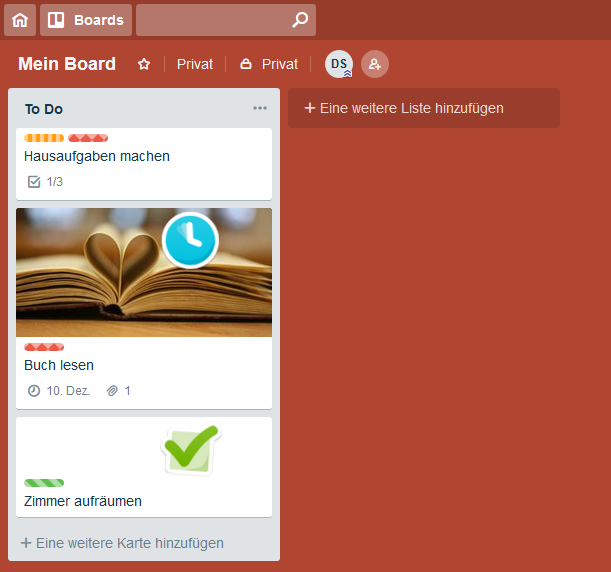 Boards
Mein Board
Privat
Privat
DS
To Do
Hausaufgaben machen
1/3
Buch lesen
10. Dez.
1
Zimmer aufräumen
+ Eine weitere Karte hinzufügen
+ Eine weitere Liste hinzufügen